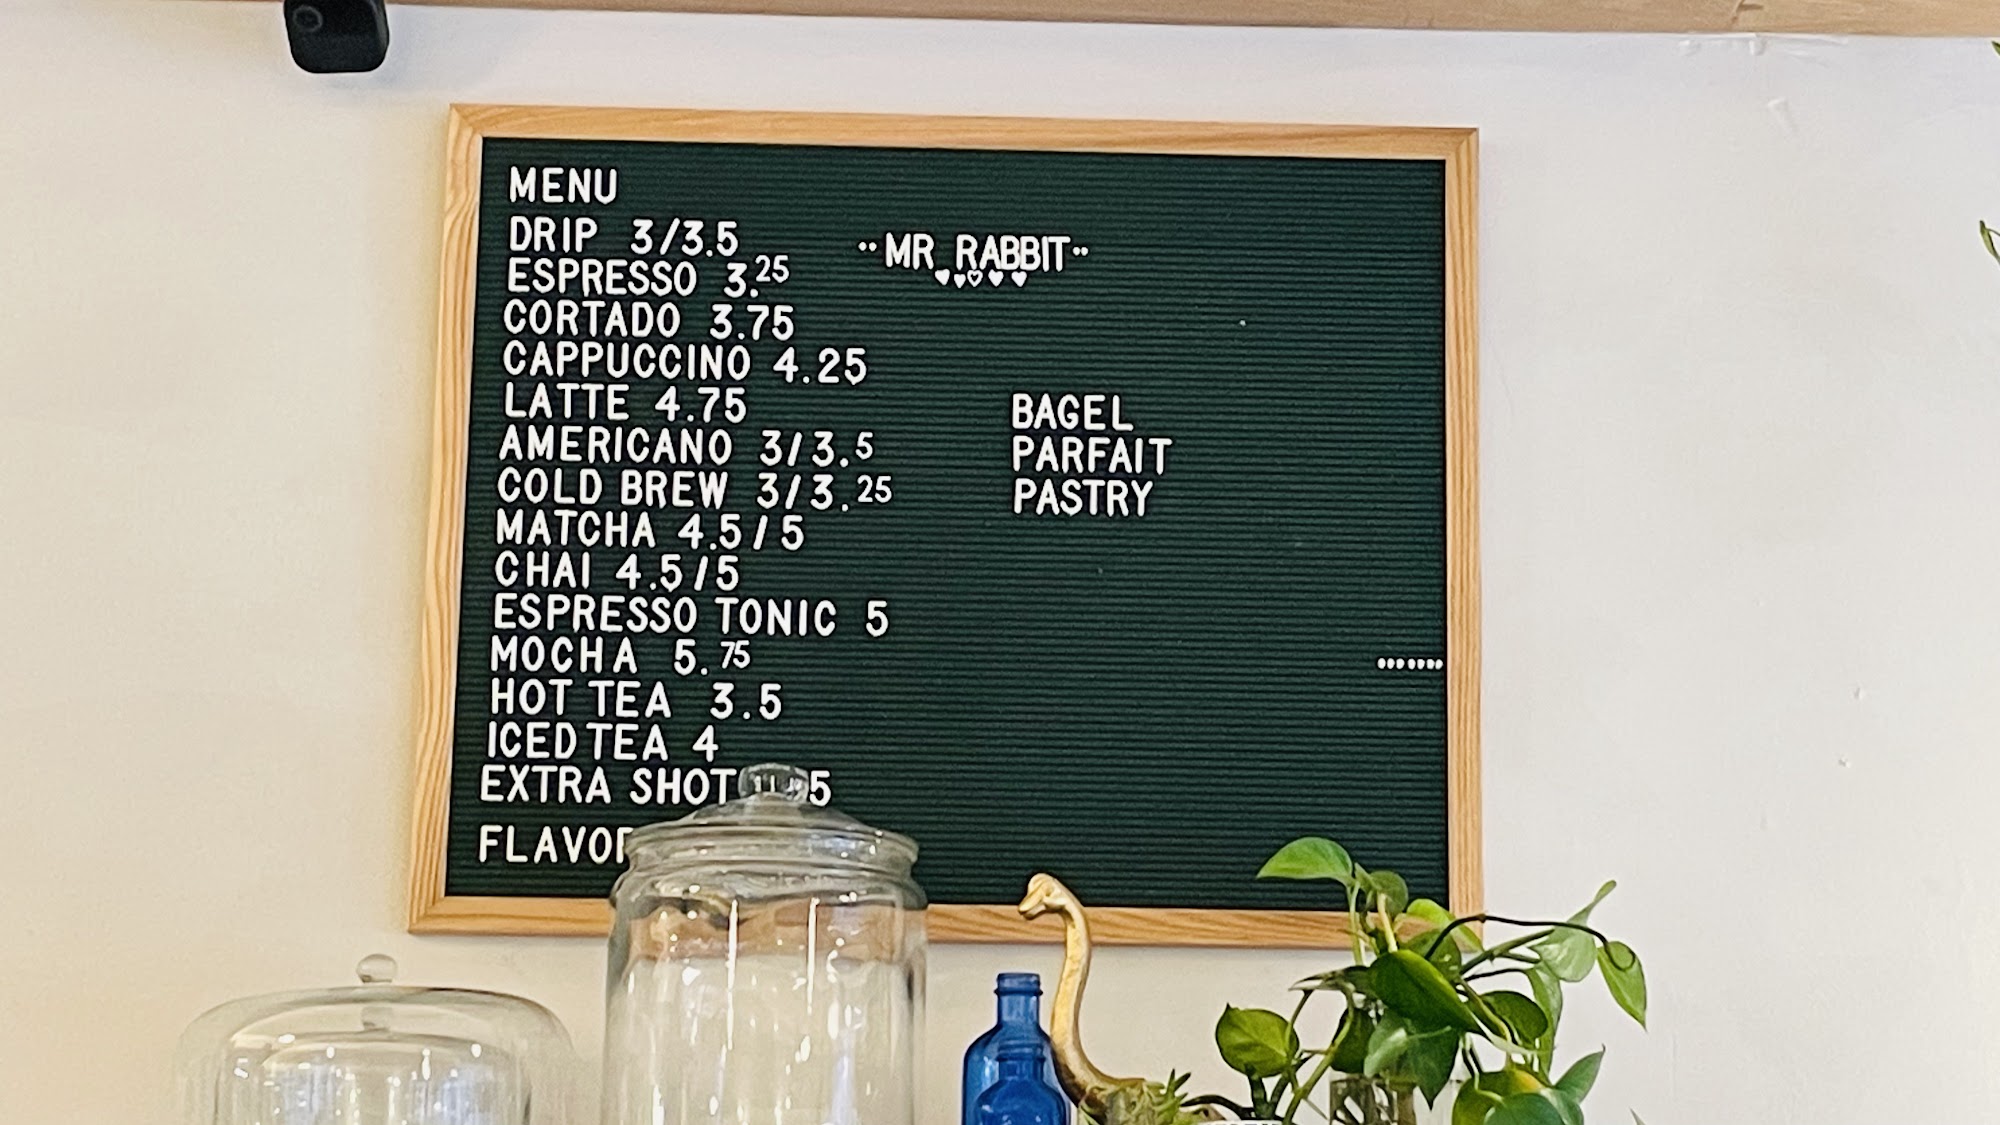 MENU
DRIP 3/3.5
ESPRESSO 3.25
CORTADO 3.75
CAPPUCCINO 4.25
LATTE 4.75
AMERICANO 3/3.5
COLD BREW 3/3.25
MATCHA 4.5/5
CHAI 4.5/5
ESPRESSO TONIC 5
MOCHA 5.75
HOT TEA 3.5
ICED TEA 4
EXTRA SHOT
MR RABBIT
BAGEL
PARFAIT
PASTRY